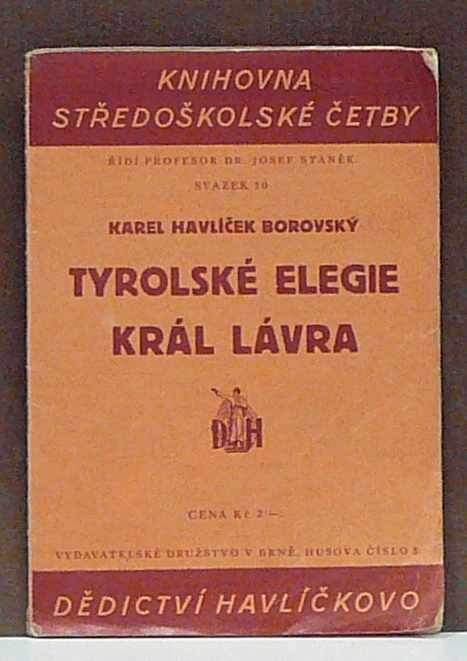 KNIHOVNA
STŘEDOŠKOLSKÉ ČETBY
ŘÍDÍ PROFESOR DR. JOSEF STANĚK
SVAZEK 10
KAREL HAVLÍČEK BOROVSKÝ
TYROLSKÉ ELEGIE
KRÁL LÁVRA
DH
CENA Kč 2·—.
VYDAVATELSKÉ DRUŽSTVO V BRNĚ, HUSOVA ČÍSLO 5
DĚDICTVÍ HAVLÍČKOVO